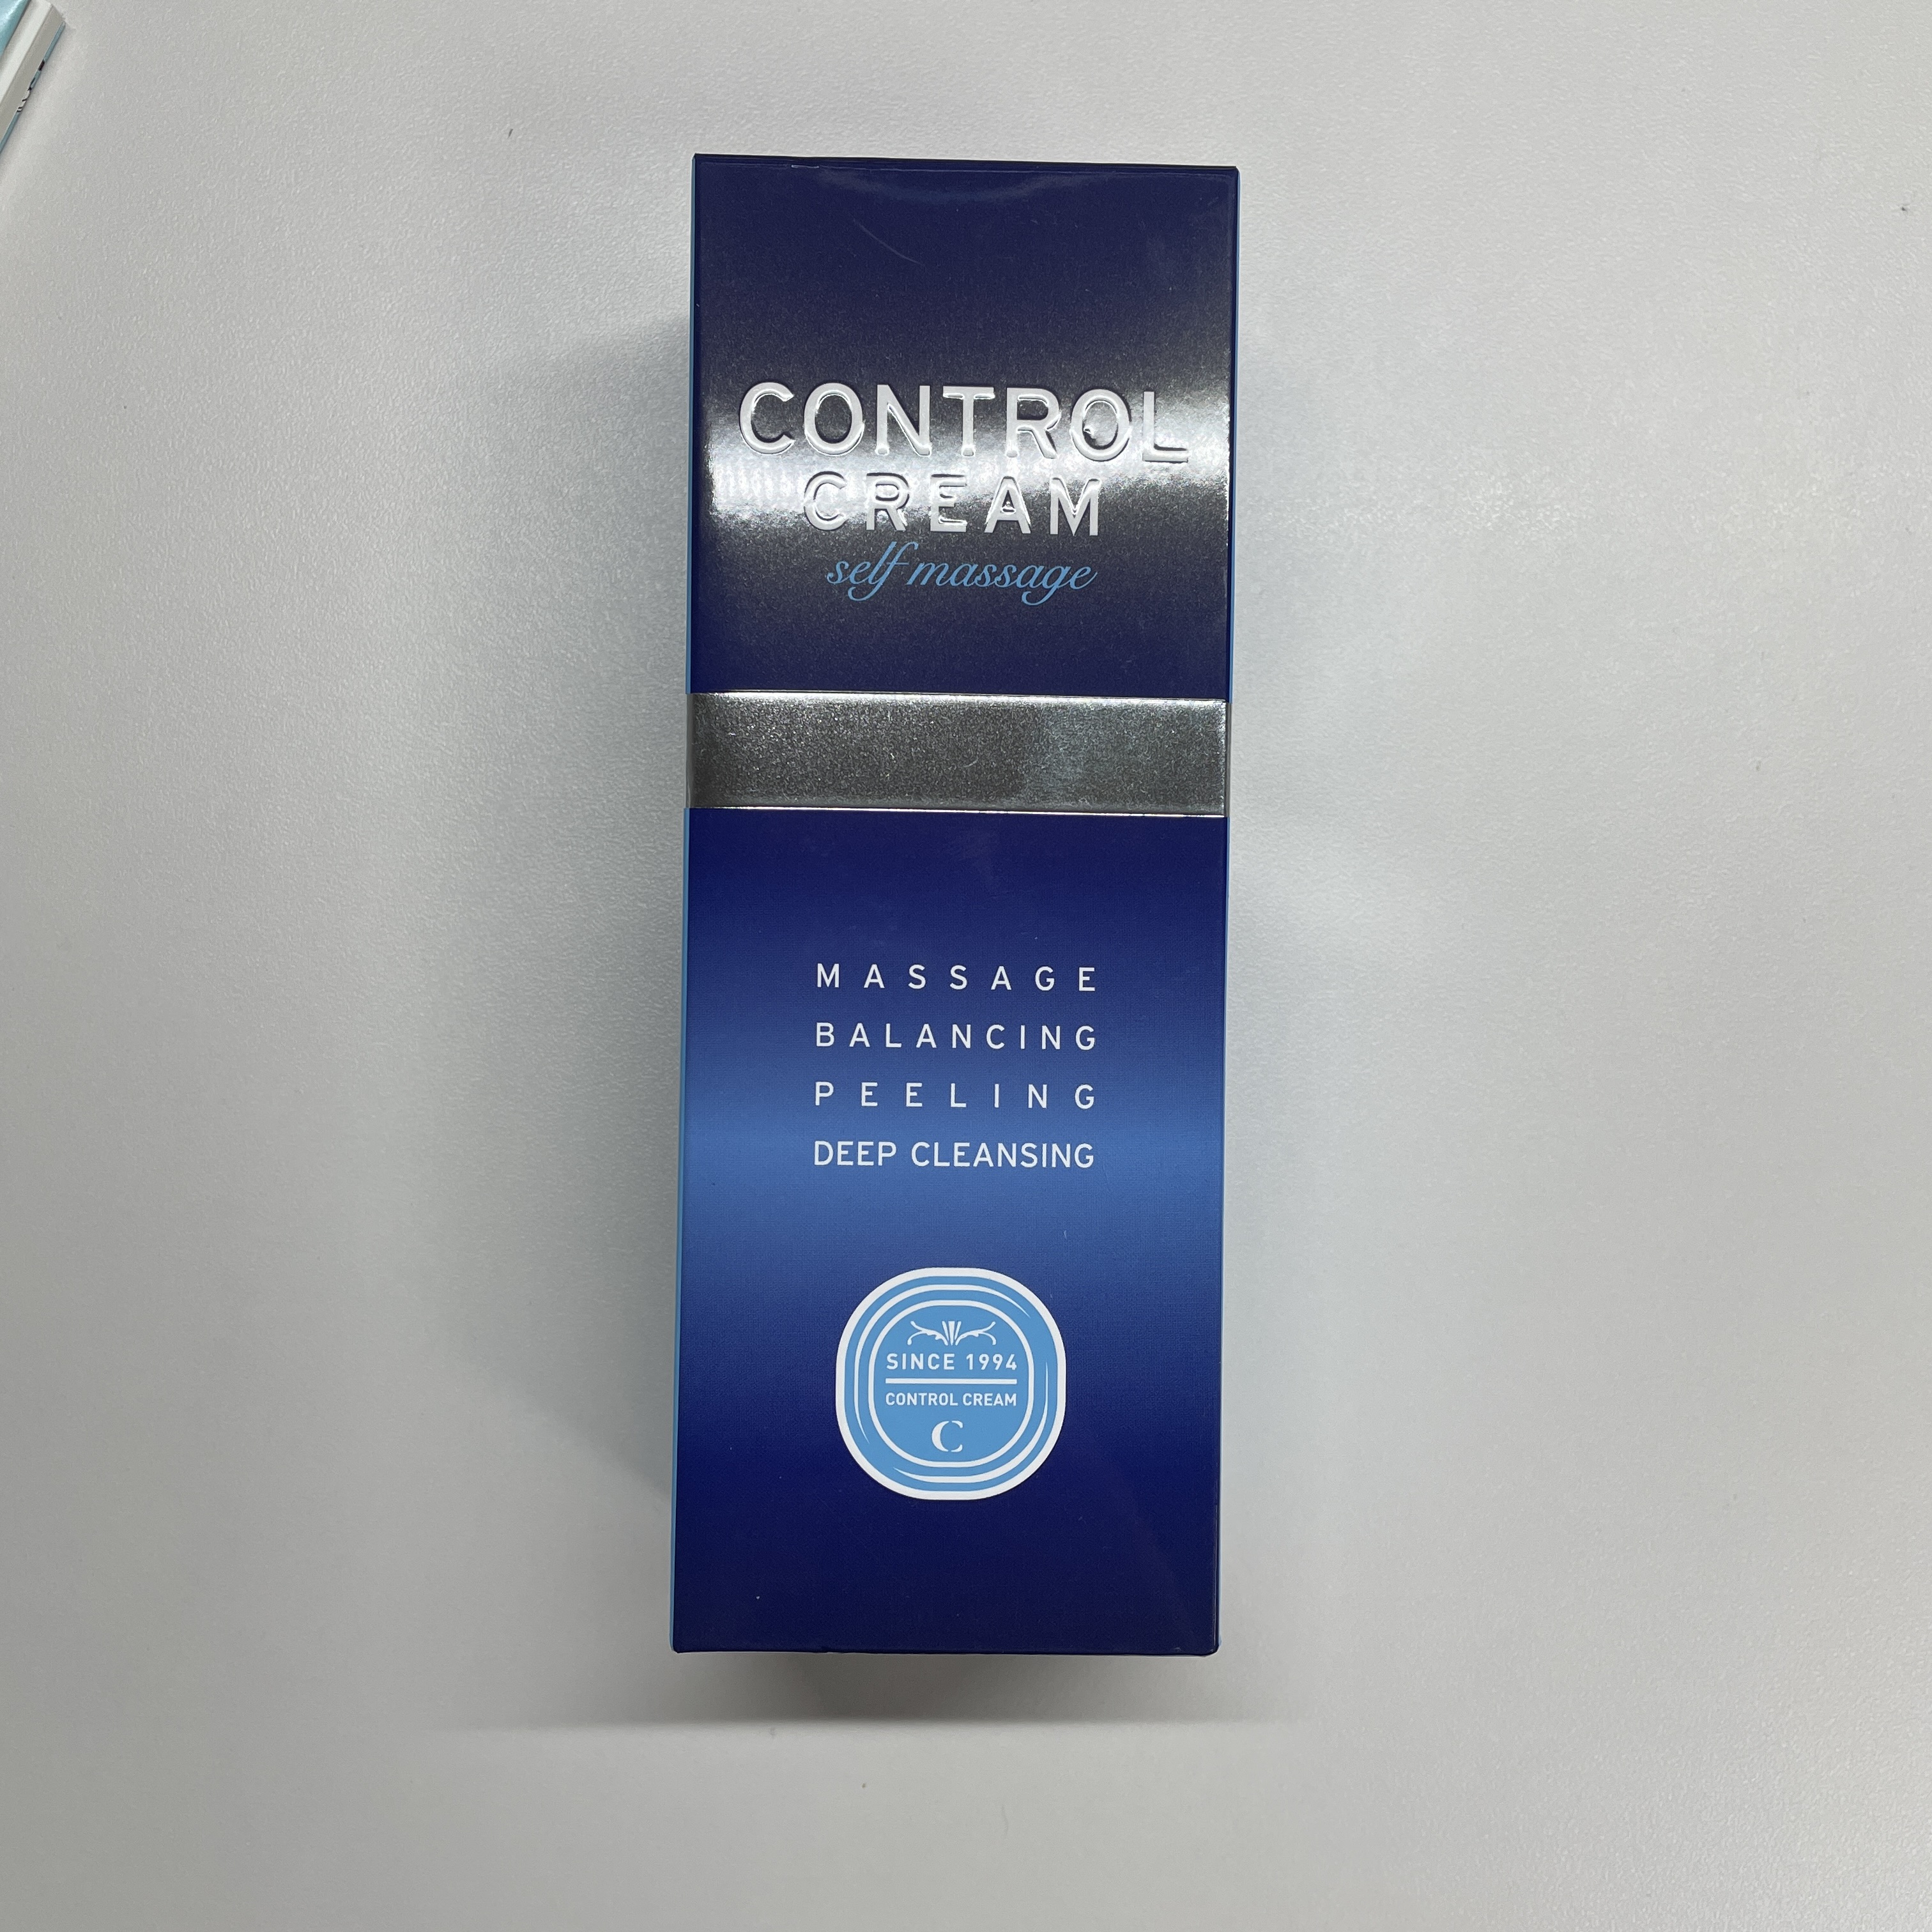 CONTROL
CREAM
self massage
MASSAGE
BALANCING
PEELING
DEEP CLEANSING
SINCE 1994
CONTROL CREAM
C